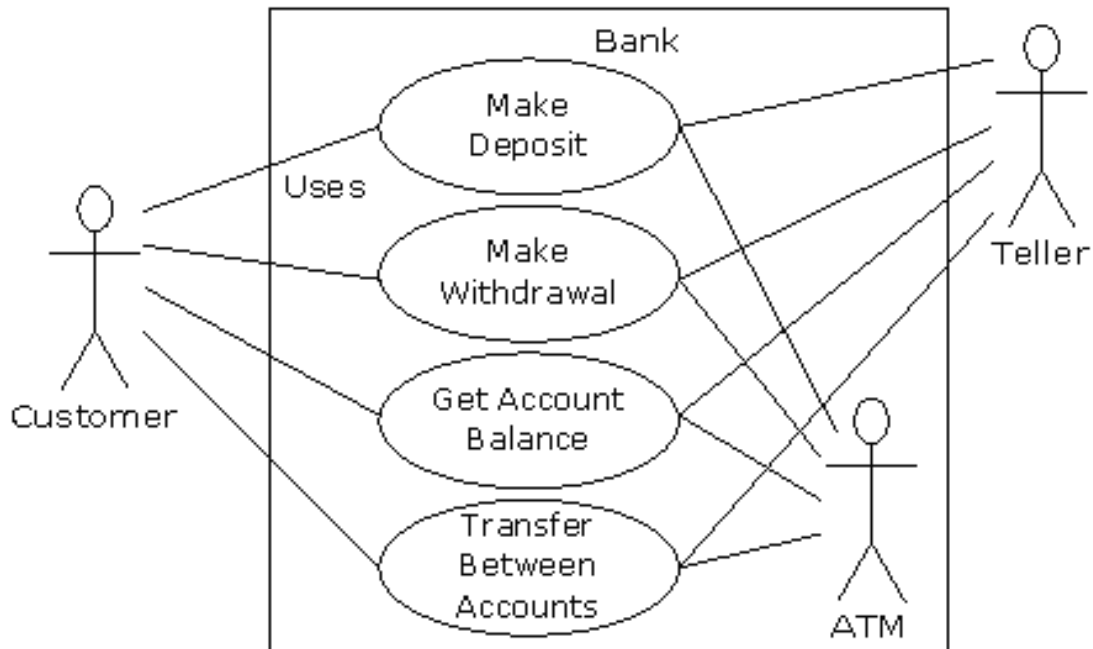 Bank
Make
Deposit
Uses
Make
Withdrawal
Teller
Get Account
Balance
Customer
Transfer
Between
Accounts
ATM